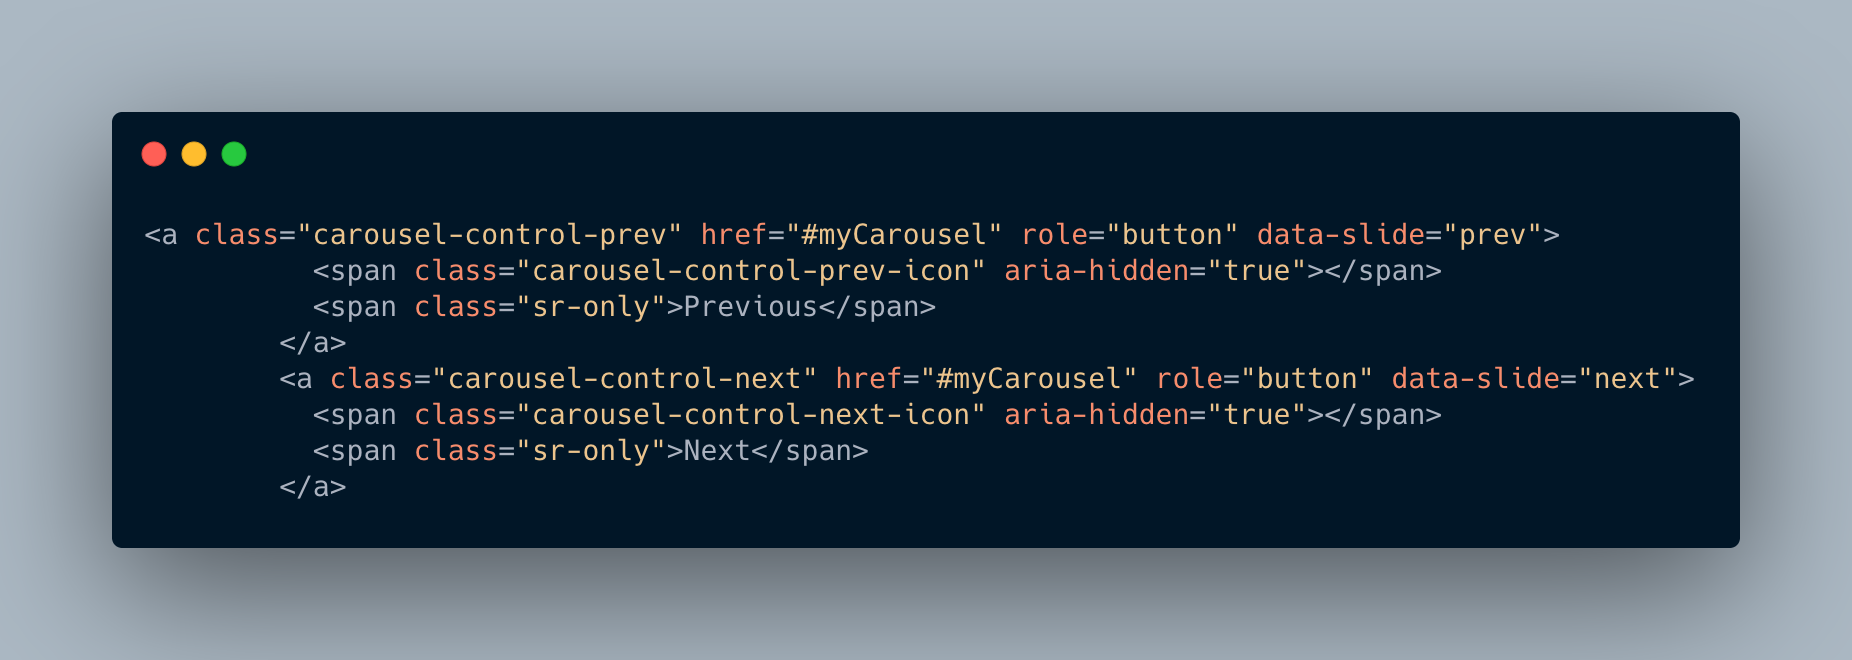 <a class="carousel-control-prev" href="#myCarousel" role="button" data-slide="prev">
          <span class="carousel-control-prev-icon" aria-hidden="true"></span>
          <span class="sr-only">Previous</span>
        </a>
        <a class="carousel-control-next" href="#myCarousel" role="button" data-slide="next">
          <span class="carousel-control-next-icon" aria-hidden="true"></span>
          <span class="sr-only">Next</span>
        </a>